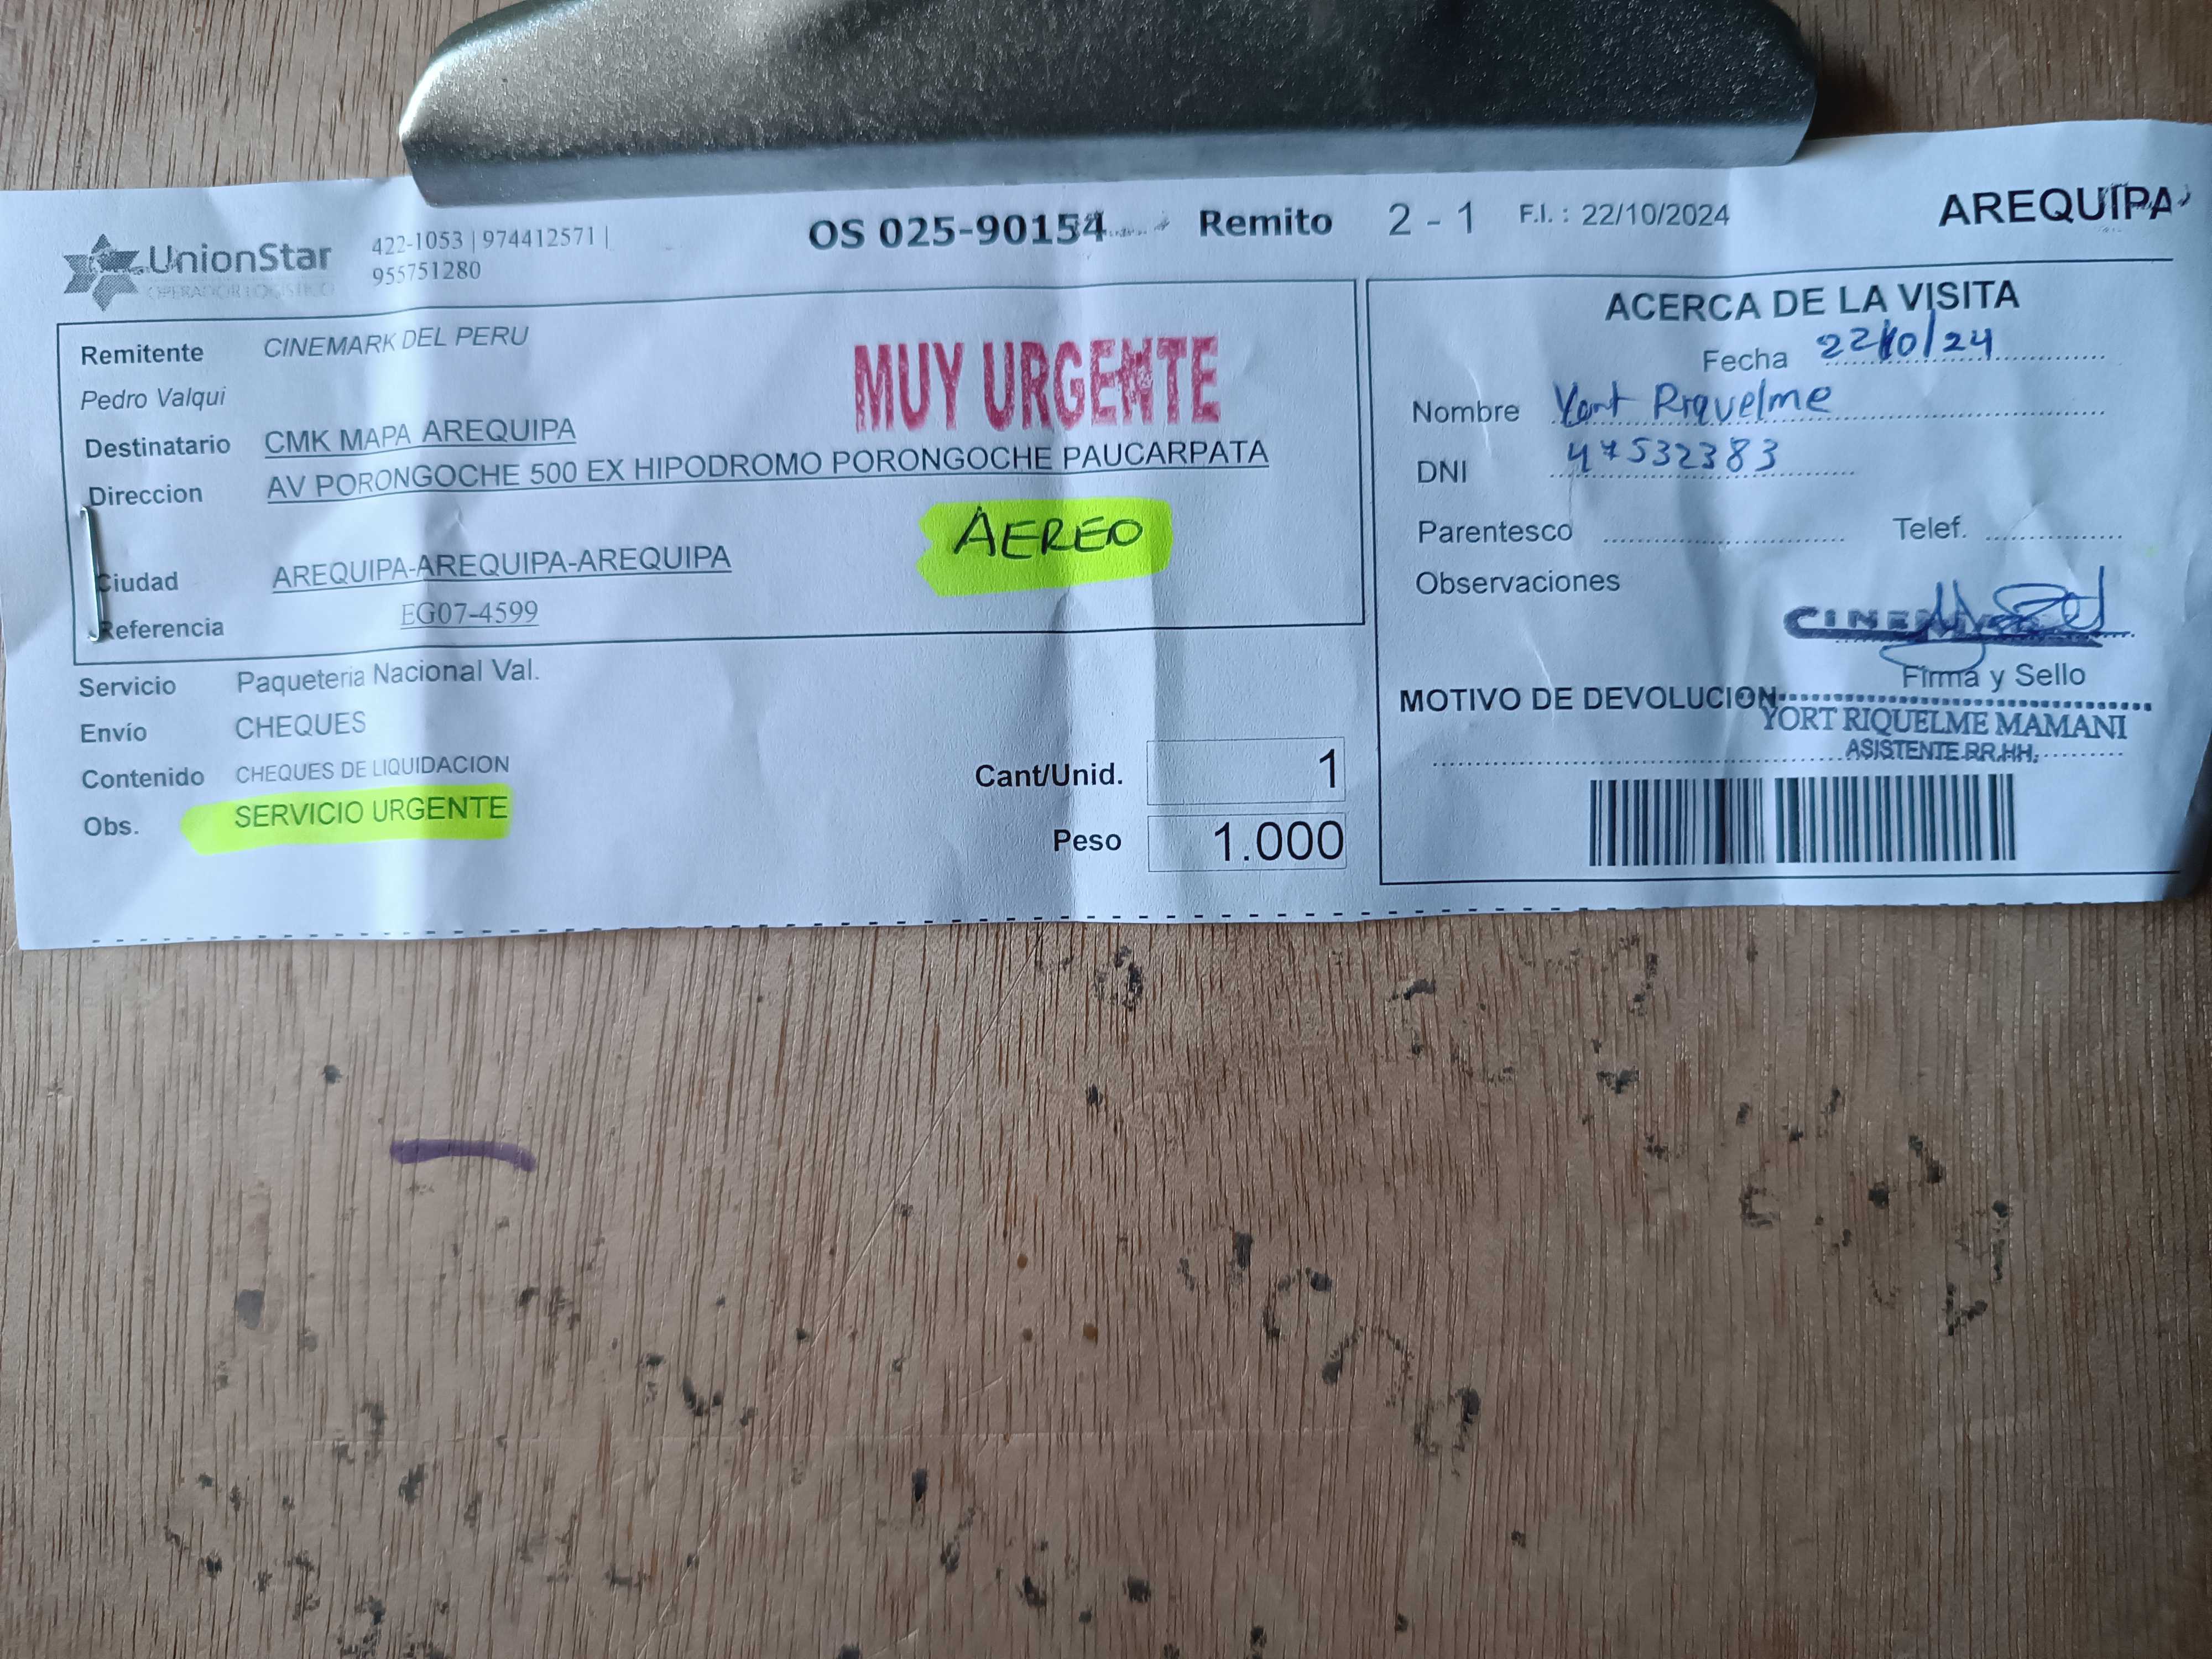 UnionStar
OPERADOR LOGISTICO
422-1053 | 974412571 |
955751280
OS 025-90154 Remito 2 - 1 F.I. : 22/10/2024
AREQUIPA
Remitente CINEMARK DEL PERU
Pedro Valqui
MUY URGENTE
Destinatario CMK MAPA AREQUIPA
Direccion AV PORONGOCHE 500 EX HIPODROMO PORONGOCHE PAUCARPATA
AEREO
Ciudad AREQUIPA-AREQUIPA-AREQUIPA
Referencia EG07-4599
Servicio Paqueteria Nacional Val.
Envío CHEQUES
Contenido CHEQUES DE LIQUIDACION
Obs. SERVICIO URGENTE
Cant/Unid. 1
Peso 1.000
ACERCA DE LA VISITA
Fecha 22/10/24
Nombre Yort Riquelme
DNI 47532383
Parentesco Telef.
Observaciones
Firma y Sello
MOTIVO DE DEVOLUCION
YORT RIQUELME MAMANI
ASISTENTE RR.HH.